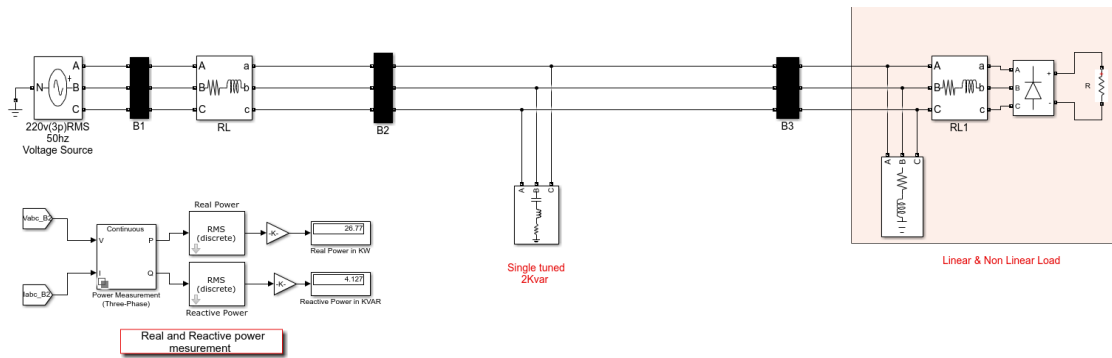 N
A
B
C
220v(3p)RMS
50hz
Voltage Source
B1
A
B
C
a
b
c
RL
B2
A
B
C
Single tuned
2Kvar
B3
A
B
C
a
b
c
RL1
A
B
C
+
-
R
+
A
B
C
Linear & Non Linear Load
Vabc_B2
Iabc_B2
Continuous
V
I
P
Q
Power Measurement
(Three-Phase)
Real Power
RMS
(discrete)
-K-
26.77
Real Power in KW
RMS
(discrete)
Reactive Power
-K-
4.127
Reactive Power in KVAR
Real and Reactive power
mesurement